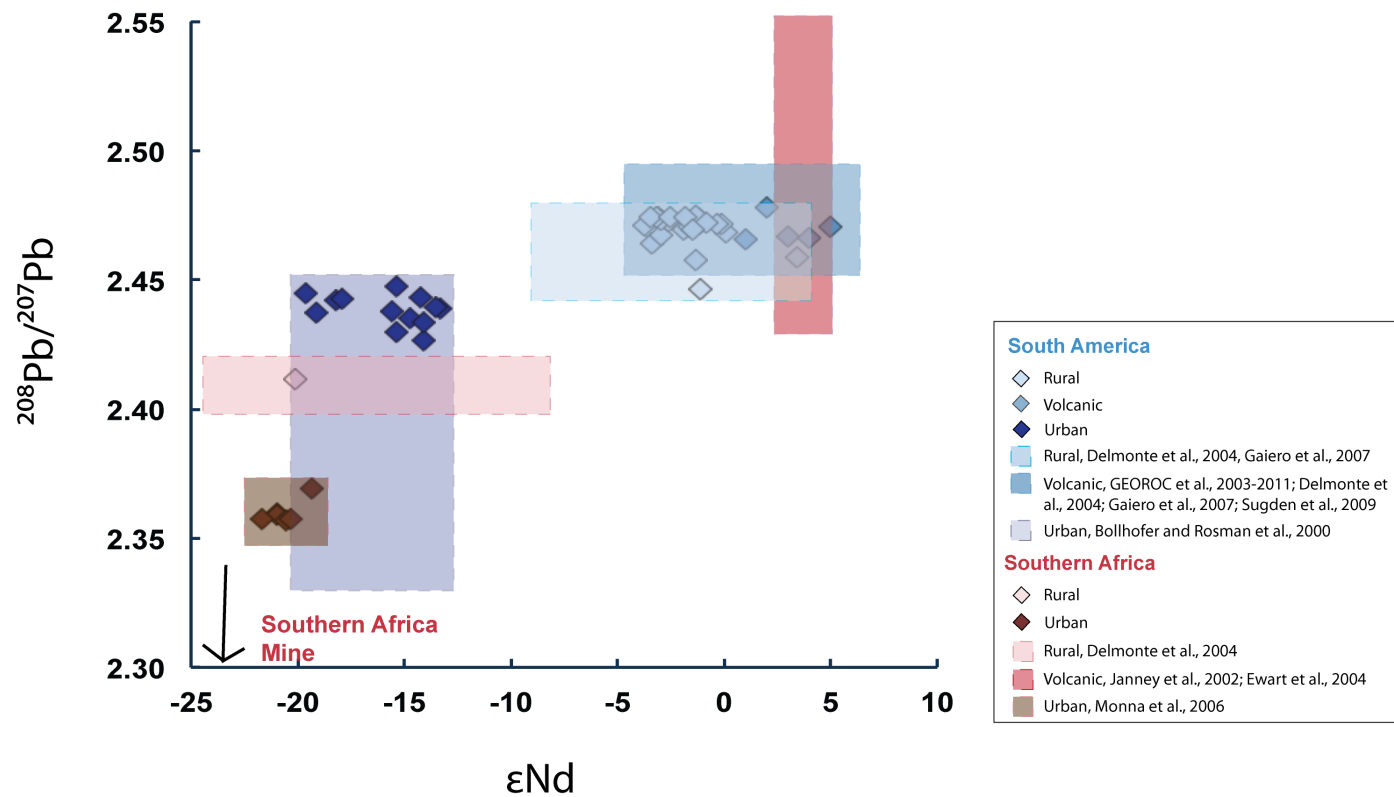 2.55
2.50
2.45
2.40
2.35
2.30
²⁰⁸Pb/²⁰⁷Pb
-25 -20 -15 -10 -5 0 5 10
εNd
Southern Africa
Mine
South America
Rural
Volcanic
Urban
Rural, Delmonte et al., 2004, Gaiero et al., 2007
Volcanic, GEOROC et al., 2003-2011; Delmonte et
al., 2004; Gaiero et al., 2007; Sugden et al., 2009
Urban, Bollhofer and Rosman et al., 2000
Southern Africa
Rural
Urban
Rural, Delmonte et al., 2004
Volcanic, Janney et al., 2002; Ewart et al., 2004
Urban, Monna et al., 2006